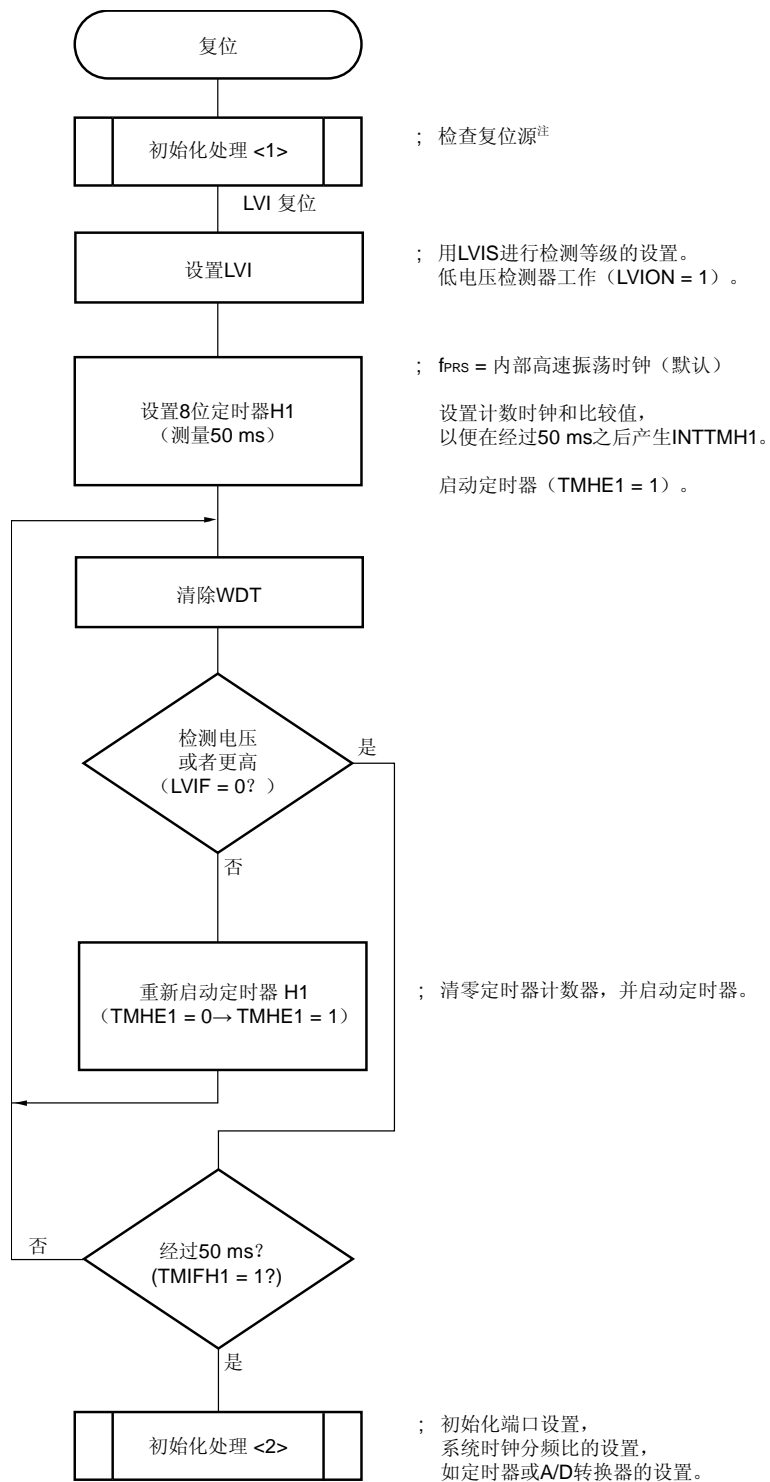 复位
初始化处理 <1>
; 检查复位源注
LVI 复位
设置LVI
; 用LVIS进行检测等级的设置。
低电压检测器工作（LVION = 1）。
设置8位定时器H1
（测量50 ms）
; fPRS = 内部高速振荡时钟（默认）
设置计数时钟和比较值，
以便在经过50 ms之后产生INTTMH1。
启动定时器（TMHE1 = 1）。
清除WDT
检测电压
或者更高
（LVIF = 0？）
是
否
重新启动定时器 H1
（TMHE1 = 0→ TMHE1 = 1）
; 清零定时器计数器，并启动定时器。
否
经过50 ms？
(TMIFH1 = 1?)
是
初始化处理 <2>
; 初始化端口设置，
系统时钟分频比的设置，
如定时器或A/D转换器的设置。